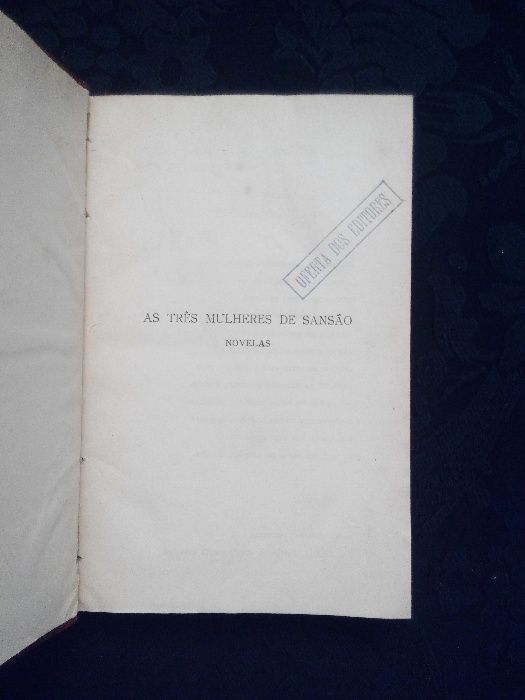 OFERTA DOS EDITORES
AS TRÊS MULHERES DE SANSÃO
NOVELAS